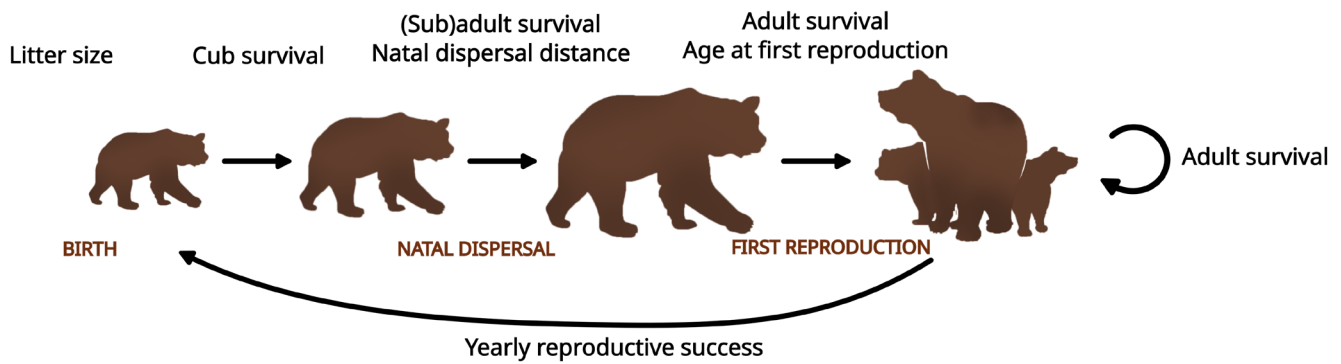 Litter size
Cub survival
(Sub)adult survival
Natal dispersal distance
Adult survival
Age at first reproduction
Adult survival
BIRTH
NATAL DISPERSAL
FIRST REPRODUCTION
Yearly reproductive success